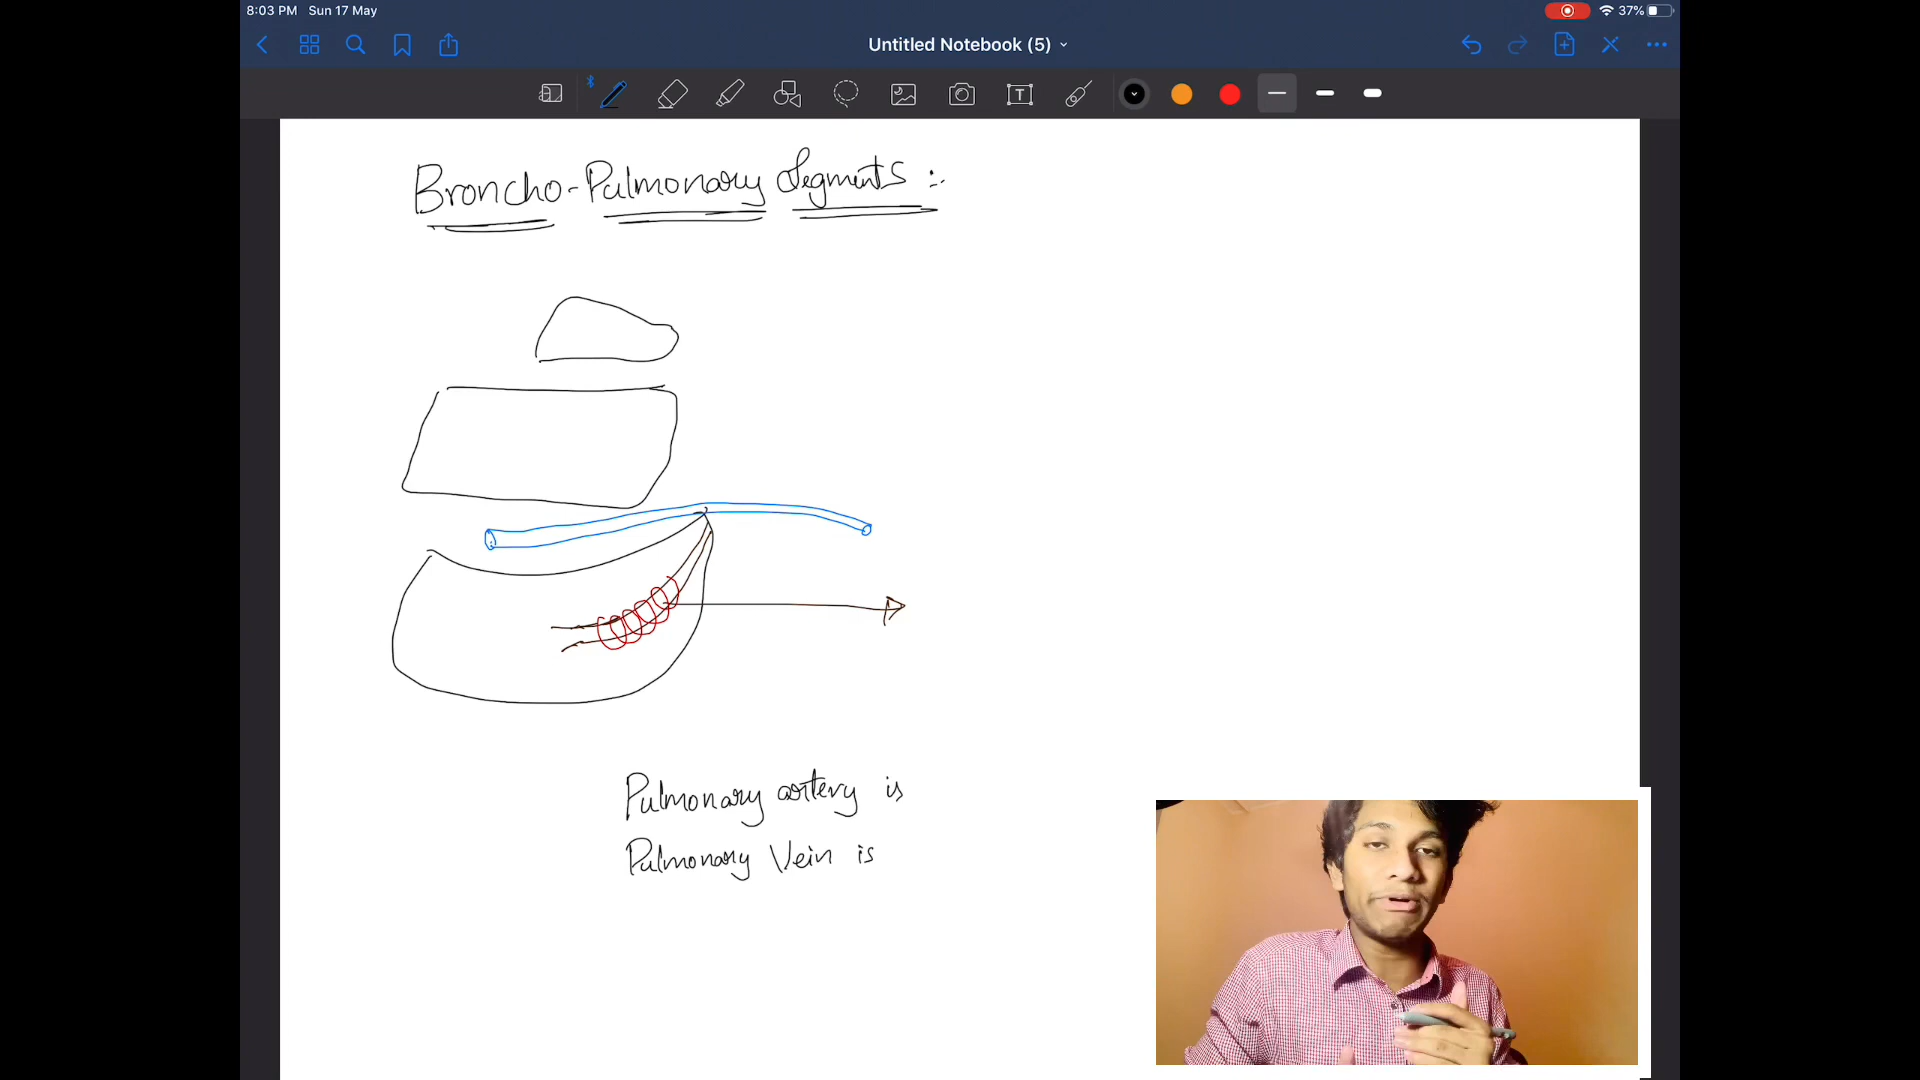 8:03 PM Sun 17 May
37%
Untitled Notebook (5)
T
Broncho-Pulmonary Segments :-
Pulmonary artery is
Pulmonary Vein is